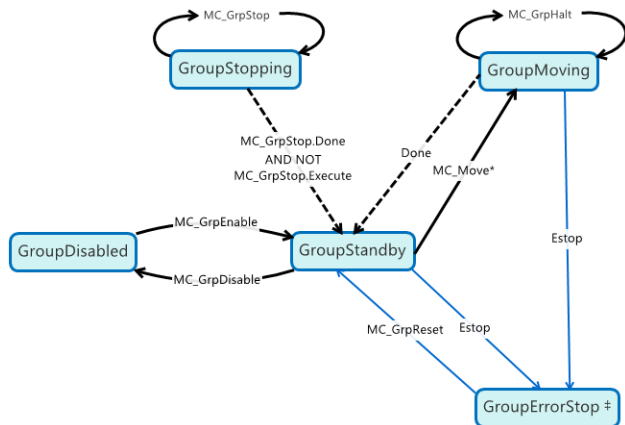 MC_GrpStop
MC_GrpHalt
GroupStopping
GroupMoving
MC_GrpStop.Done
AND NOT
MC_GrpStop.Execute
Done
MC_Move*
MC_GrpEnable
GroupDisabled
GroupStandby
Estop
MC_GrpDisable
Estop
MC_GrpReset
GroupErrorStop ‡